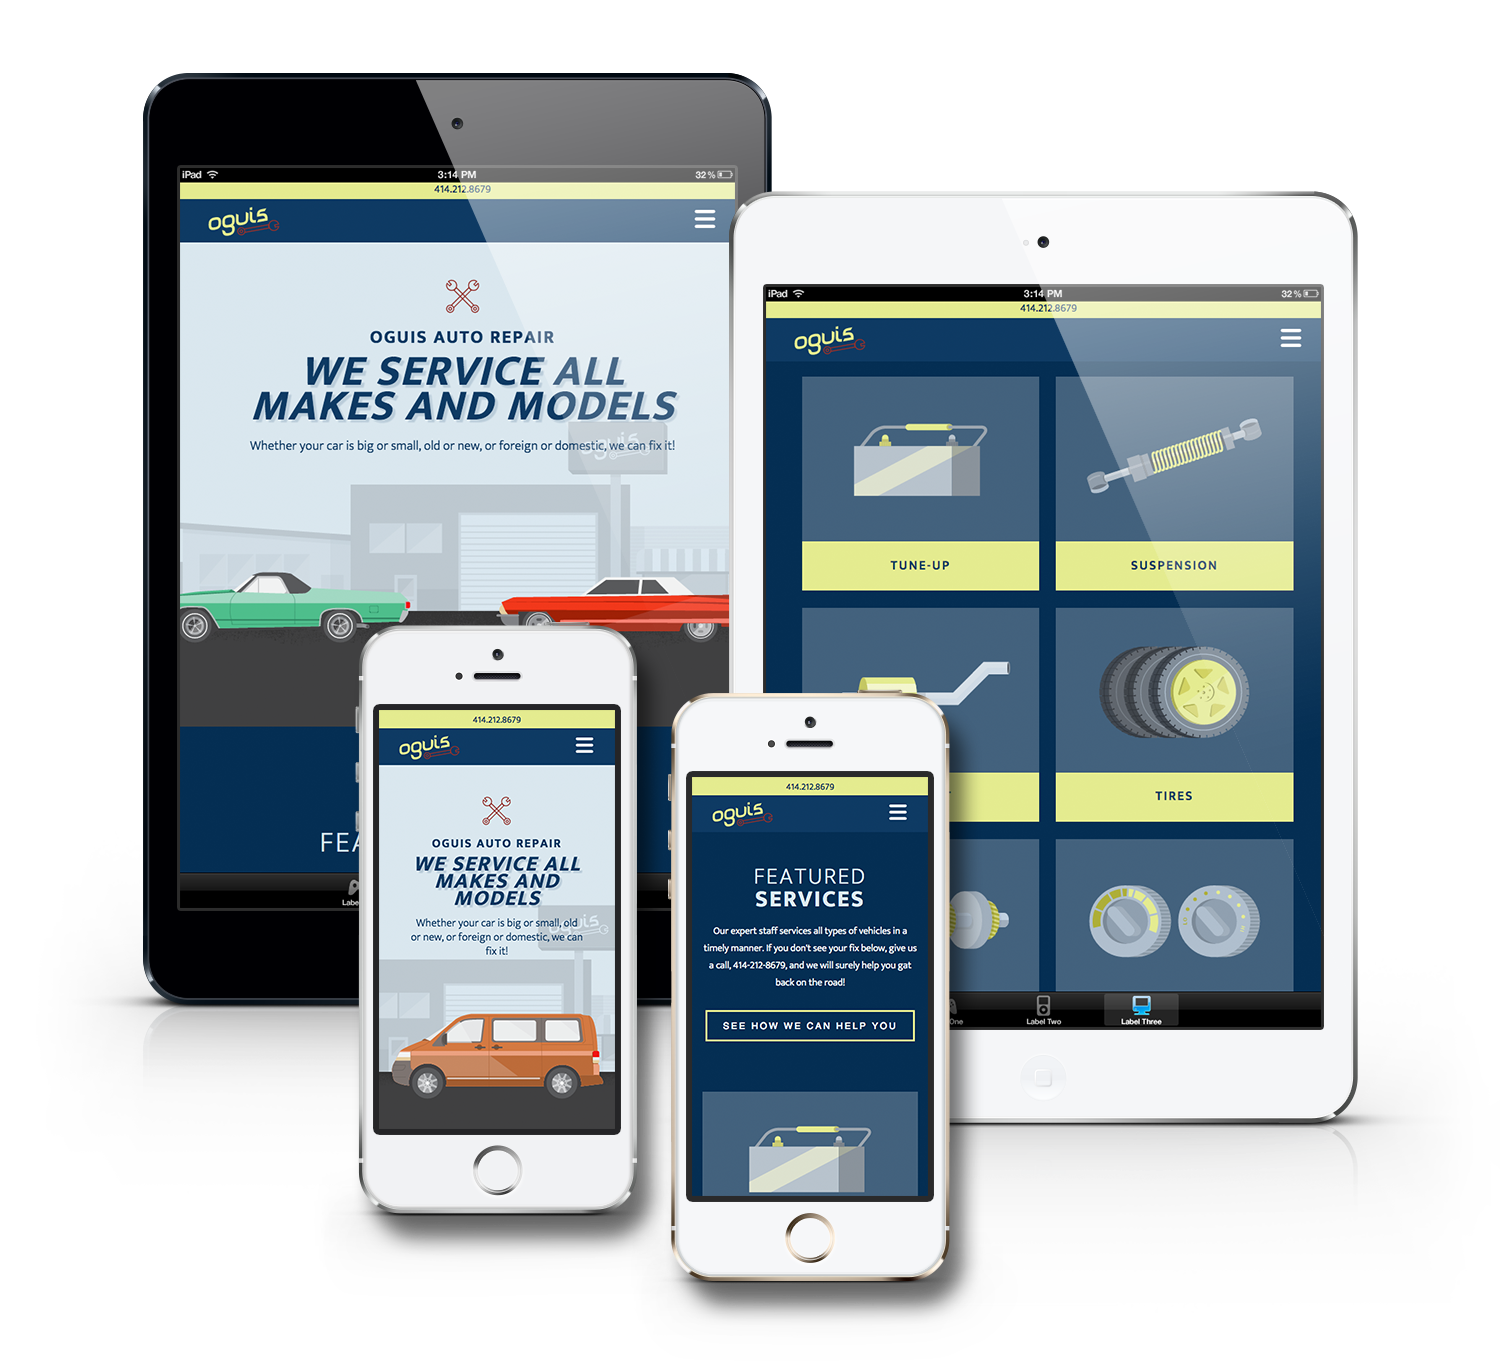 iPad
3:14 PM
32%
414.212.8679
oguis
OGUIS AUTO REPAIR
WE SERVICE ALL
MAKES AND MODELS
Whether your car is big or small, old or new, or foreign or domestic, we can fix it!
oguis
FEA
Labe
iPad
3:14 PM
32%
414.212.8679
oguis
TUNE-UP
SUSPENSION
TIRES
One
Label Two
Label Three
414.212.8679
oguis
OGUIS AUTO REPAIR
WE SERVICE ALL
MAKES AND
MODELS
Whether your car is big or small, old
or new, or foreign or domestic, we can
fix it!
oguis
414.212.8679
oguis
FEATURED
SERVICES
Our expert staff services all types of vehicles in a
timely manner. If you don't see your fix below, give us
a call, 414-212-8679, and we will surely help you gat
back on the road!
SEE HOW WE CAN HELP YOU